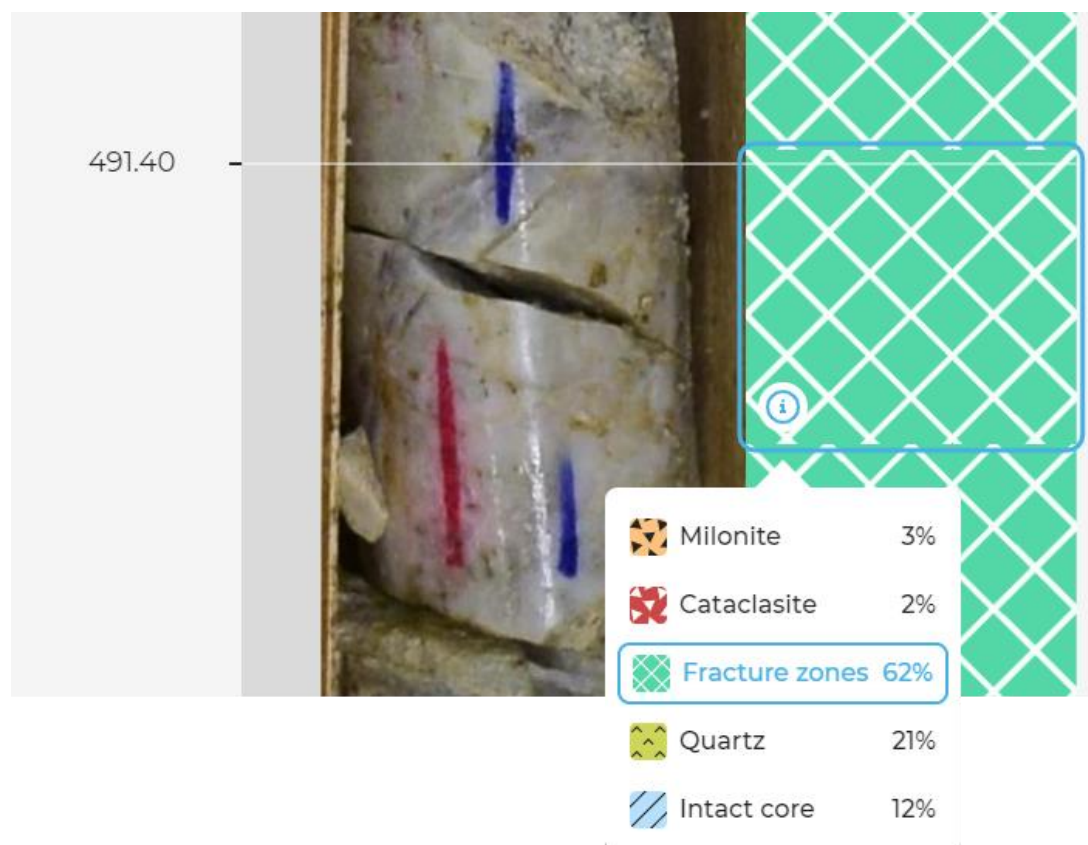 491.40
Milonite 3%
Cataclasite 2%
Fracture zones 62%
Quartz 21%
Intact core 12%